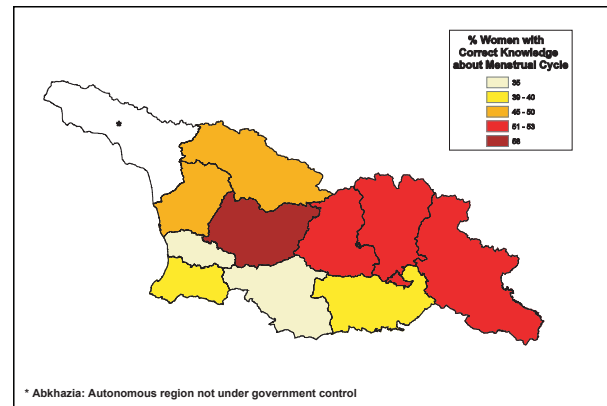 % Women with
Correct Knowledge
about Menstrual Cycle
35
39 - 40
45 - 50
51 - 53
56
*
* Abkhazia: Autonomous region not under government control